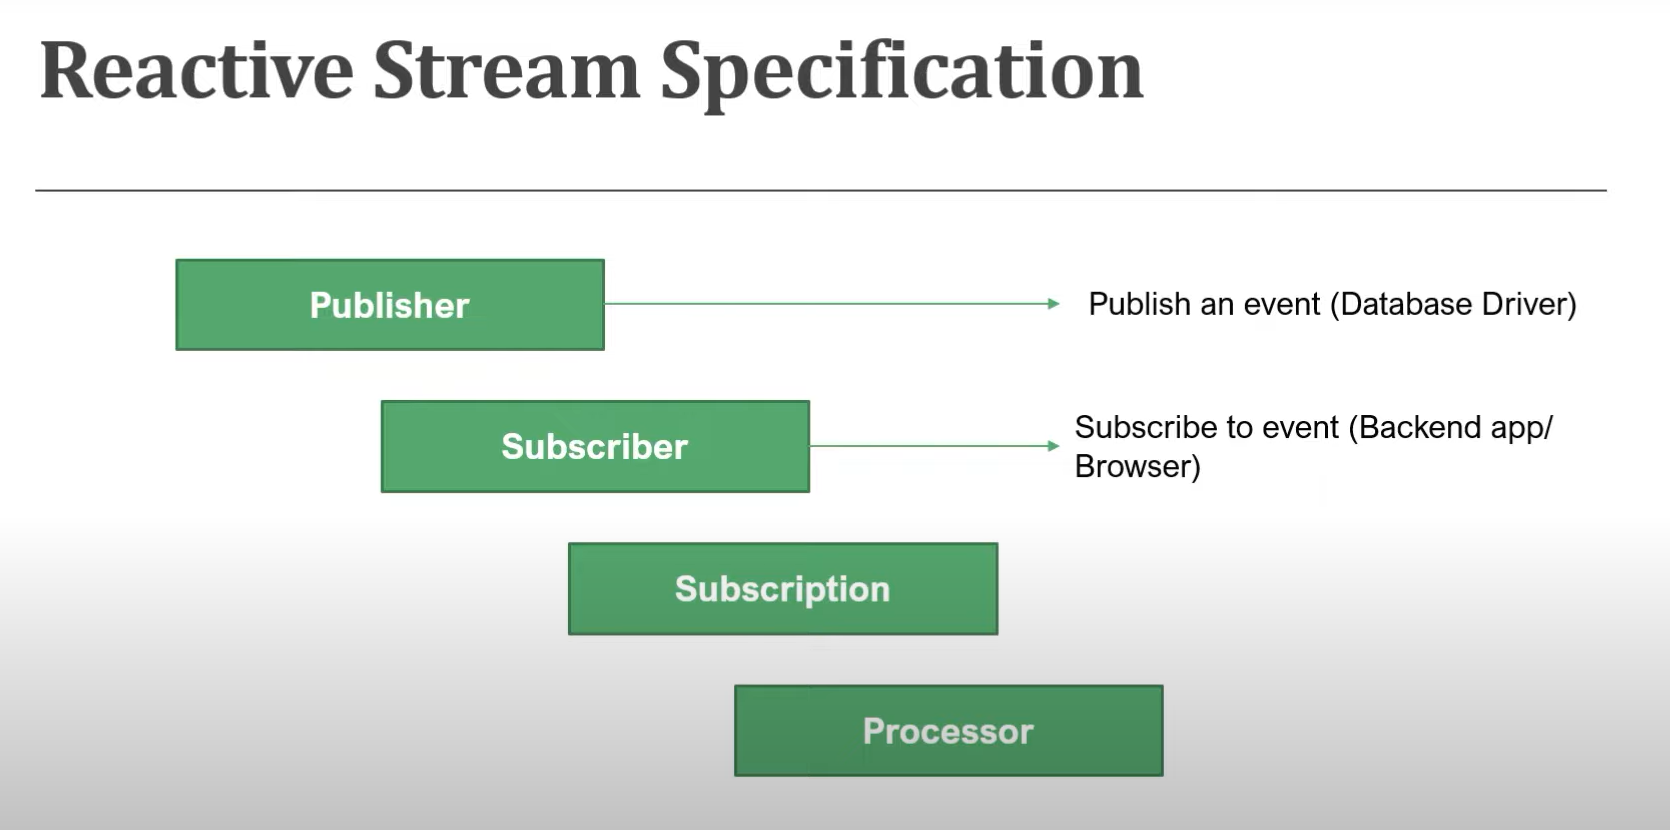 Reactive Stream Specification
Publisher
Publish an event (Database Driver)
Subscriber
Subscribe to event (Backend app/
Browser)
Subscription
Processor